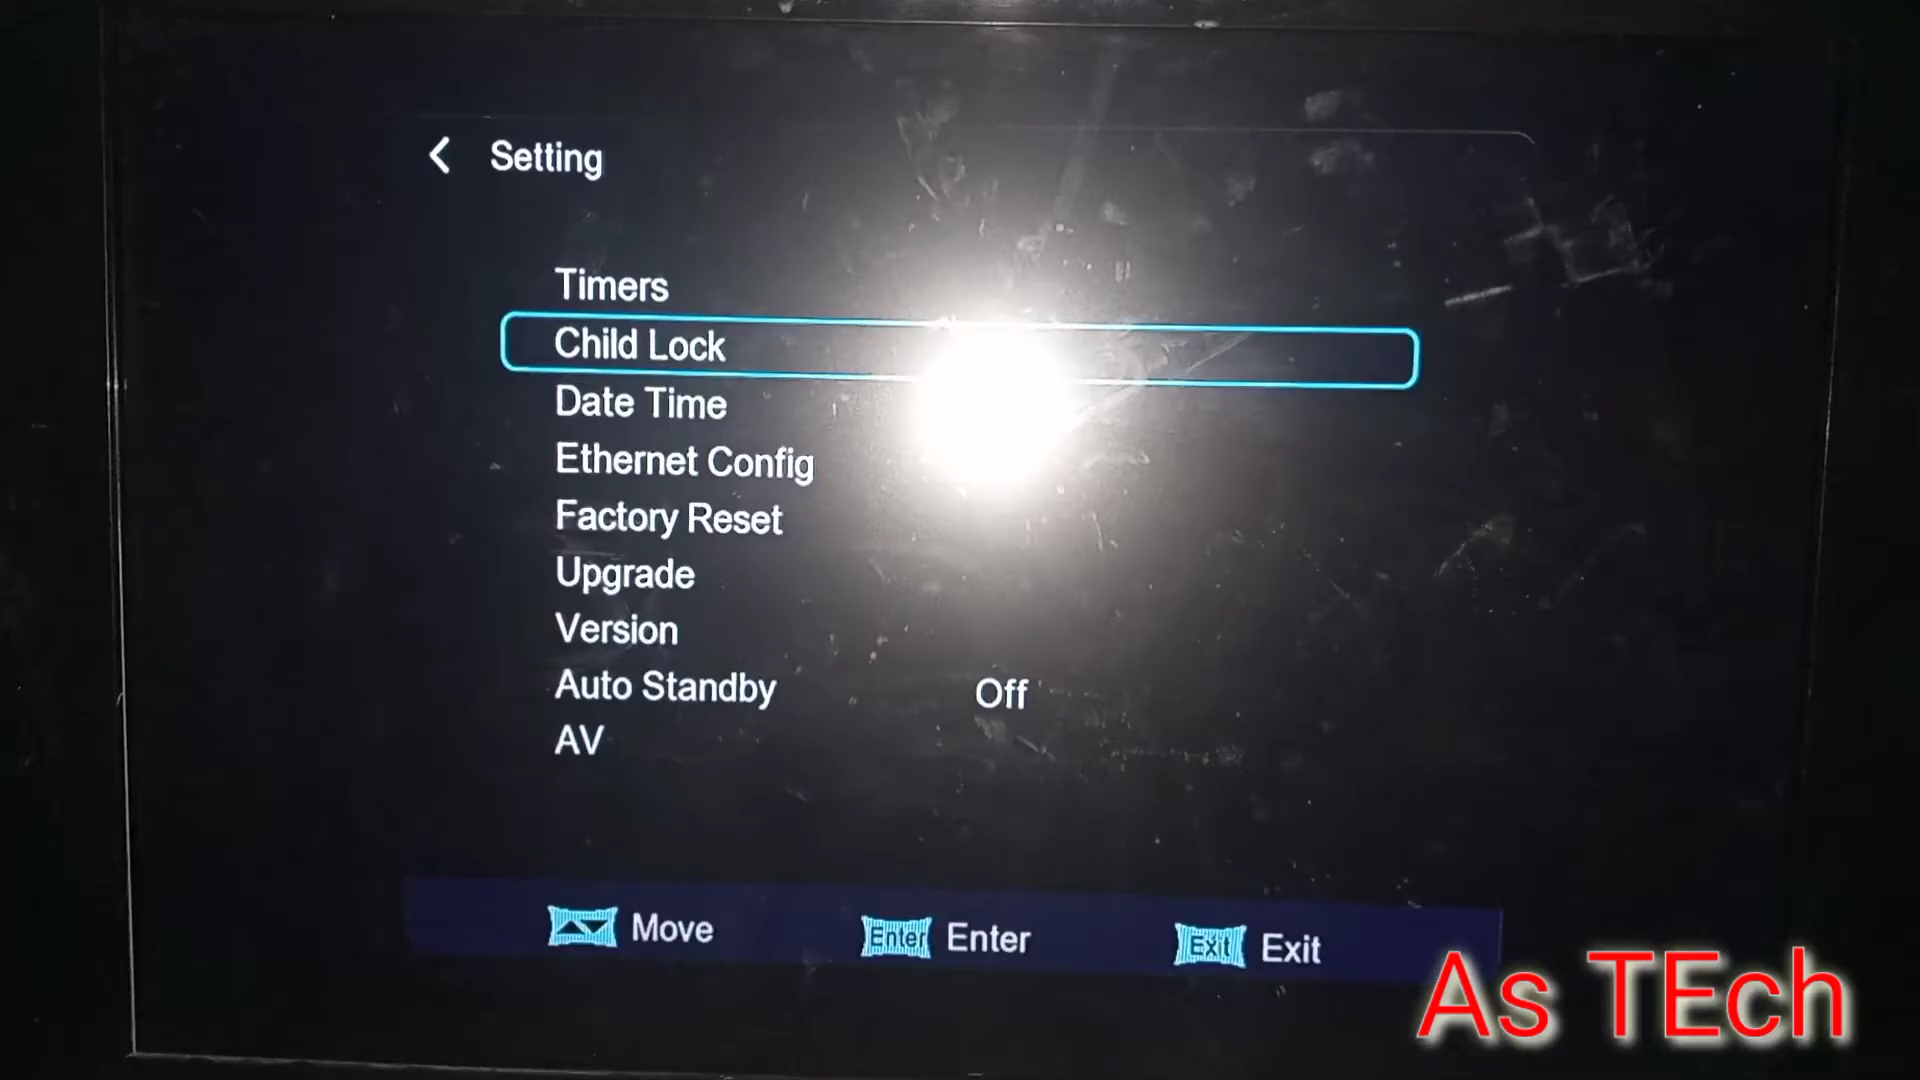 Setting
Timers
Child Lock
Date Time
Ethernet Config
Factory Reset
Upgrade
Version
Auto Standby Off
AV
Move Enter Enter Exit Exit
As TEch